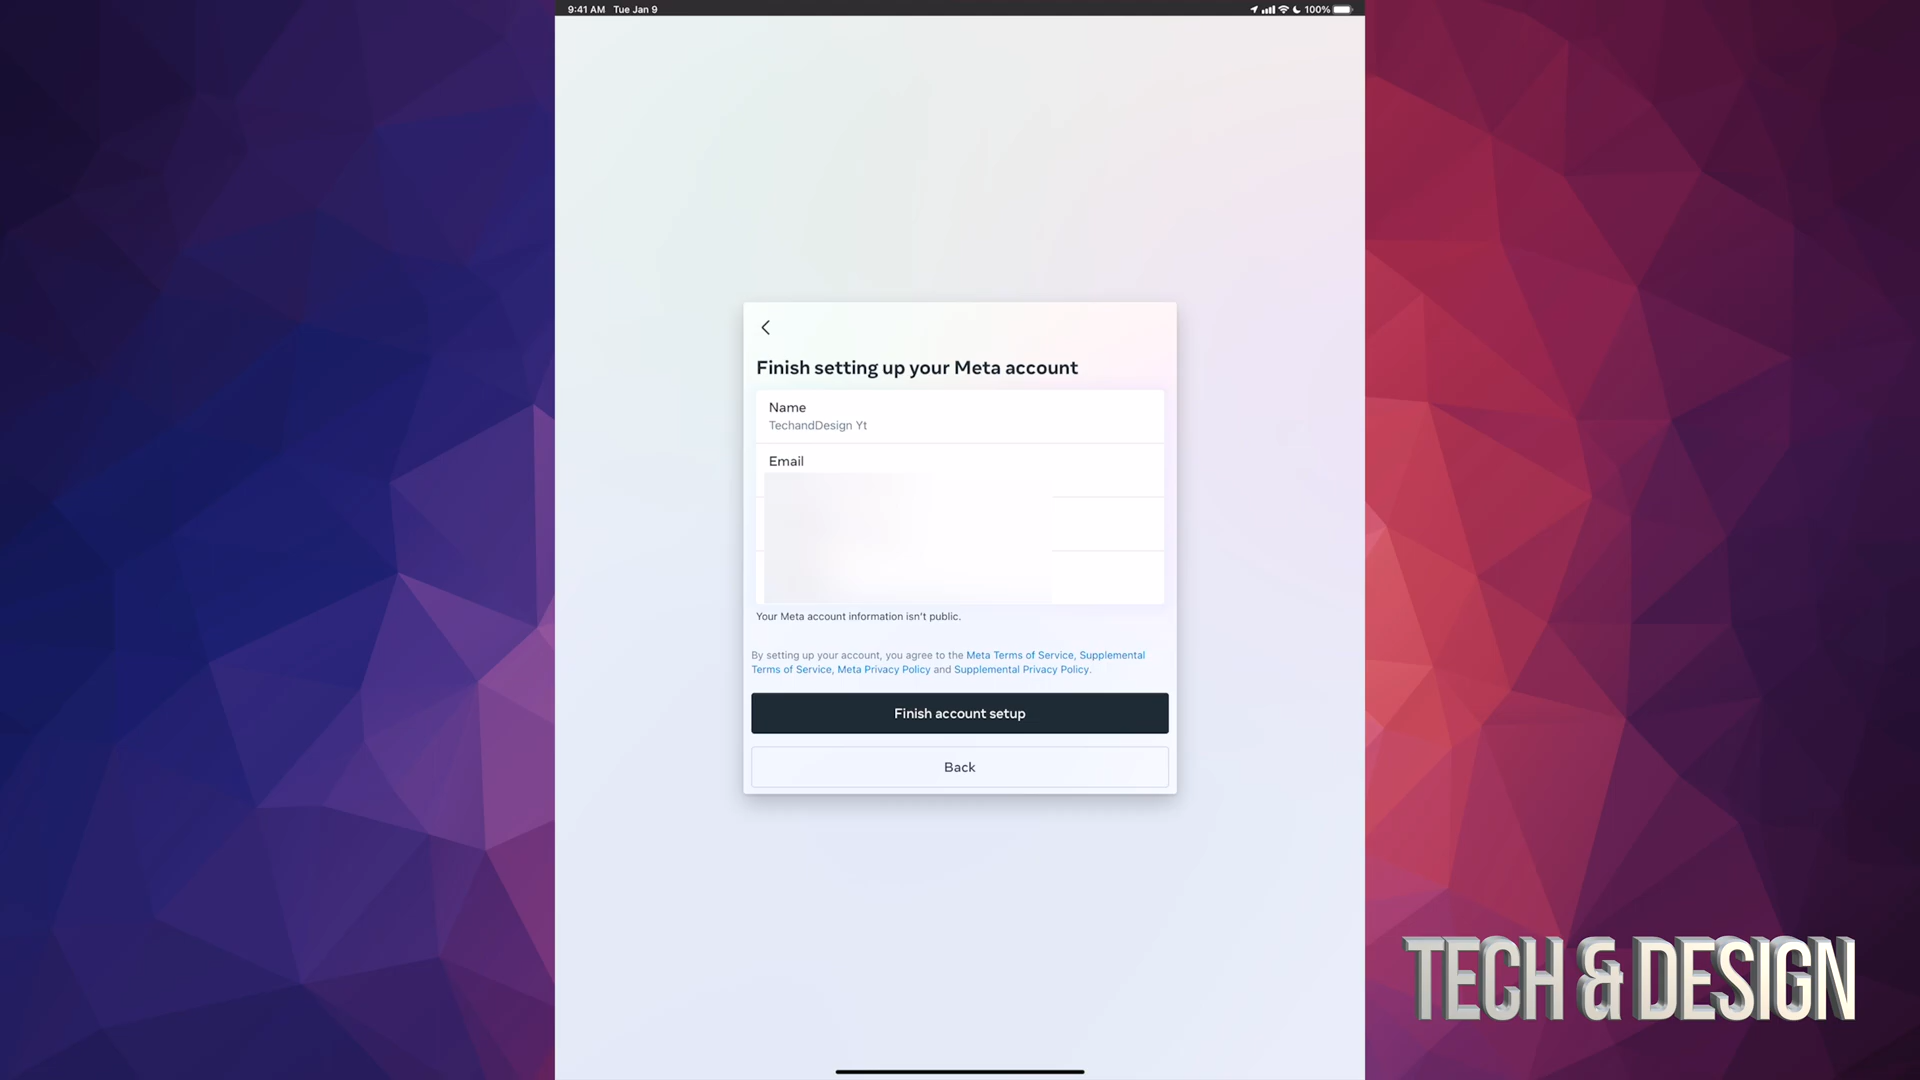 9:41 AM Tue Jan 9
100%
Finish setting up your Meta account
Name
TechandDesign Yt
Email
Your Meta account information isn't public.
By setting up your account, you agree to the Meta Terms of Service, Supplemental
Terms of Service, Meta Privacy Policy and Supplemental Privacy Policy.
Finish account setup
Back
TECH & DESIGN